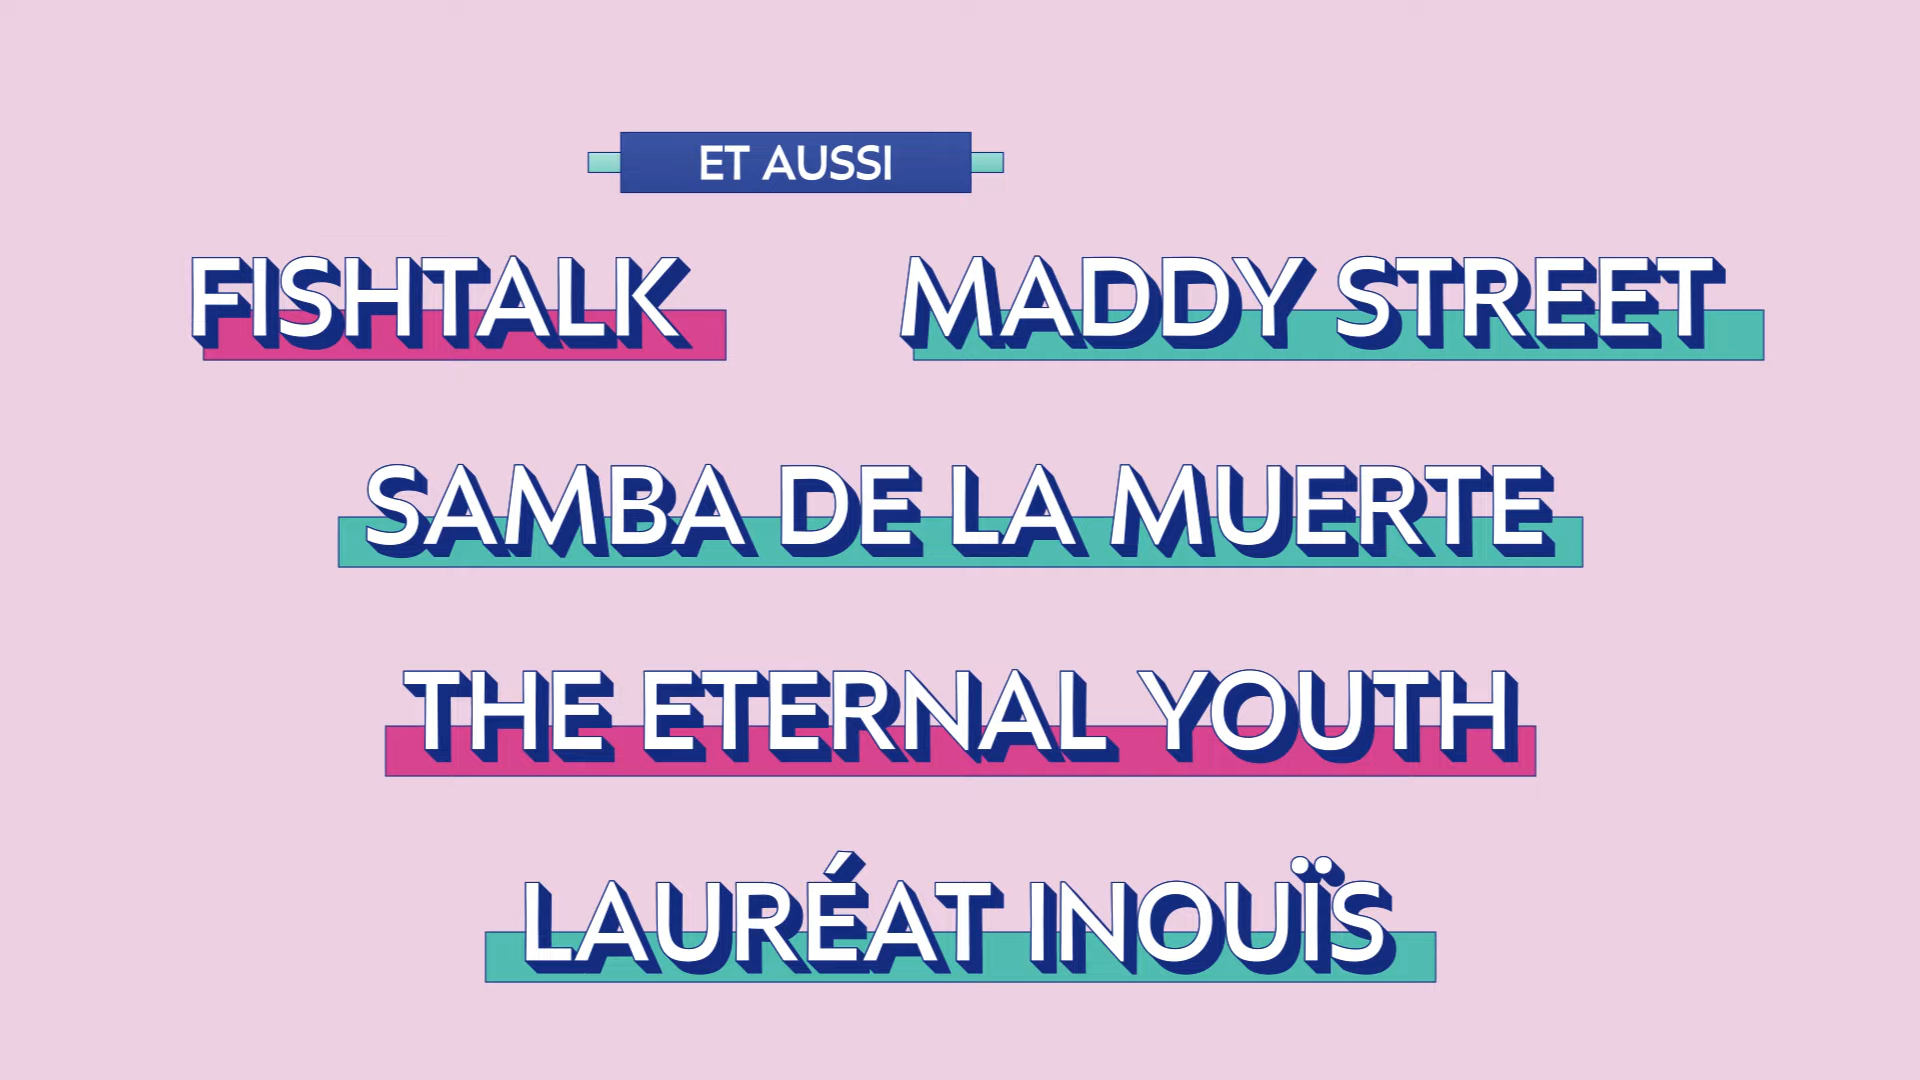 ET AUSSI
FISHTALK MADDY STREET
SAMBA DE LA MUERTE
THE ETERNAL YOUTH
LAURÉAT INOUÏS